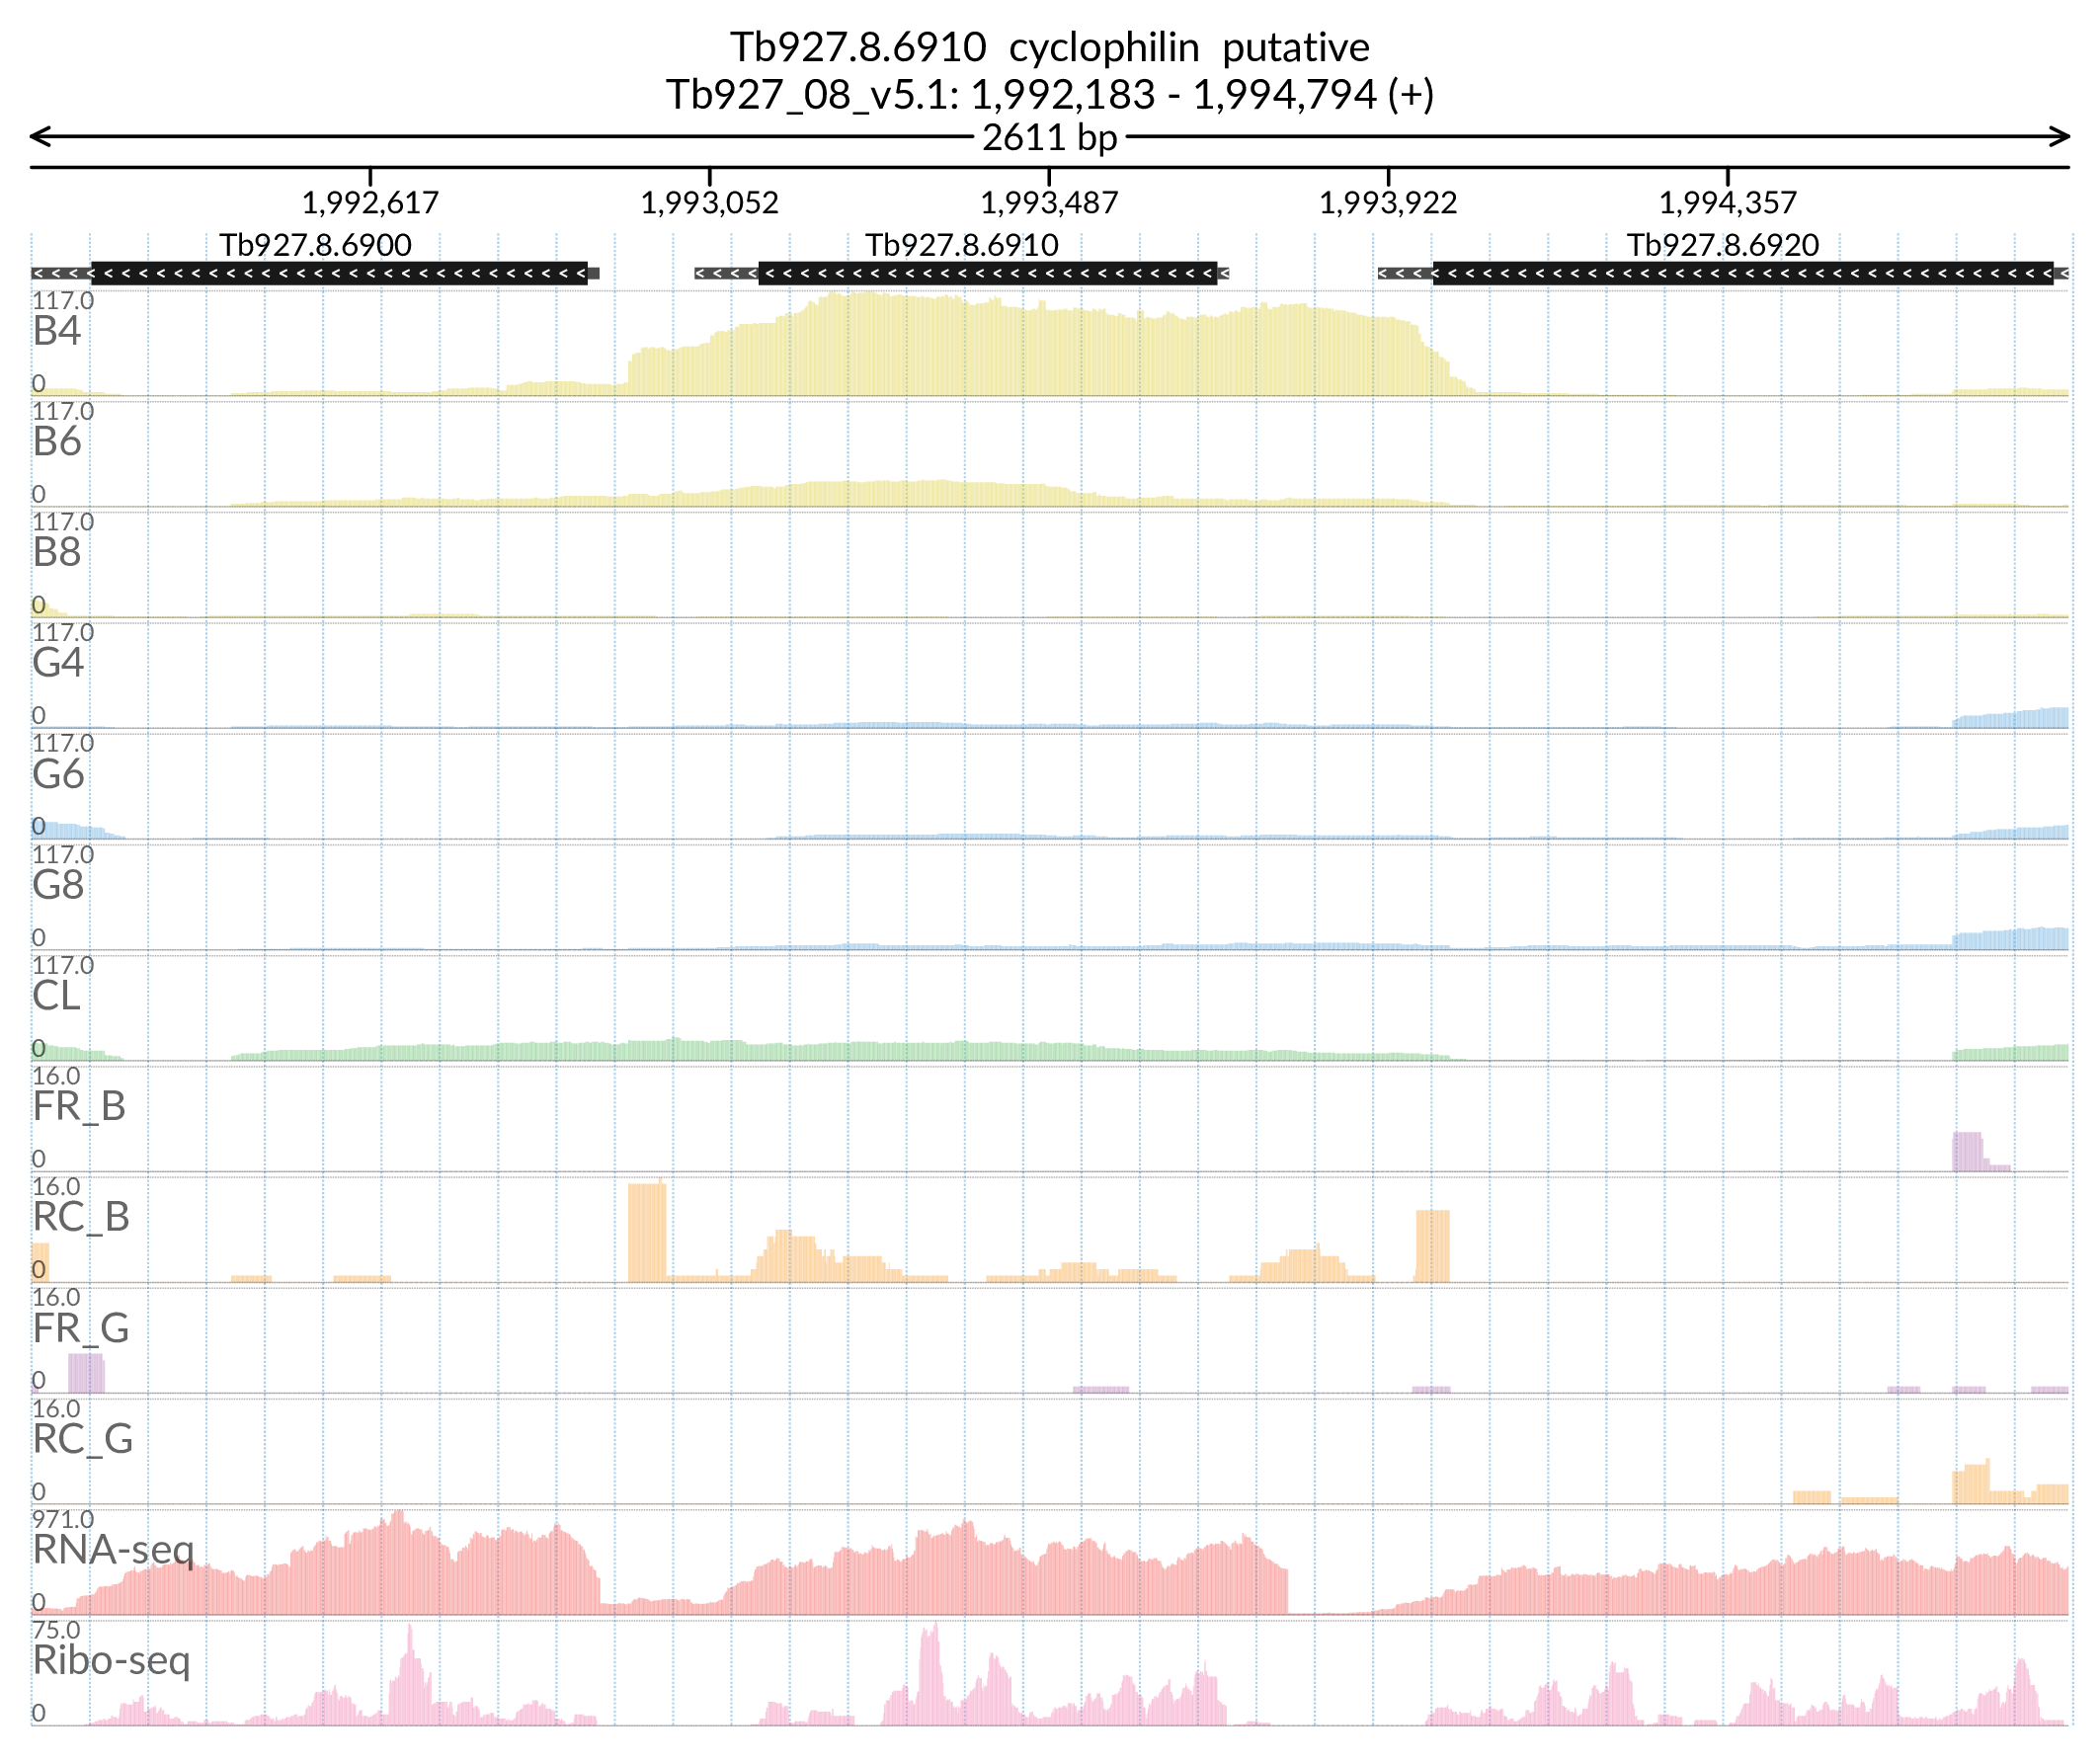 Tb927.8.6910 cyclophilin putative
Tb927_08_v5.1: 1,992,183 - 1,994,794 (+)
2611 bp
1,992,617 1,993,052 1,993,487 1,993,922 1,994,357
Tb927.8.6900 Tb927.8.6910 Tb927.8.6920
117.0
B4
0
117.0
B6
0
117.0
B8
0
117.0
G4
0
117.0
G6
0
117.0
G8
0
117.0
CL
0
16.0
FR_B
0
16.0
RC_B
0
16.0
FR_G
0
16.0
RC_G
0
971.0
RNA-seq
0
75.0
Ribo-seq
0